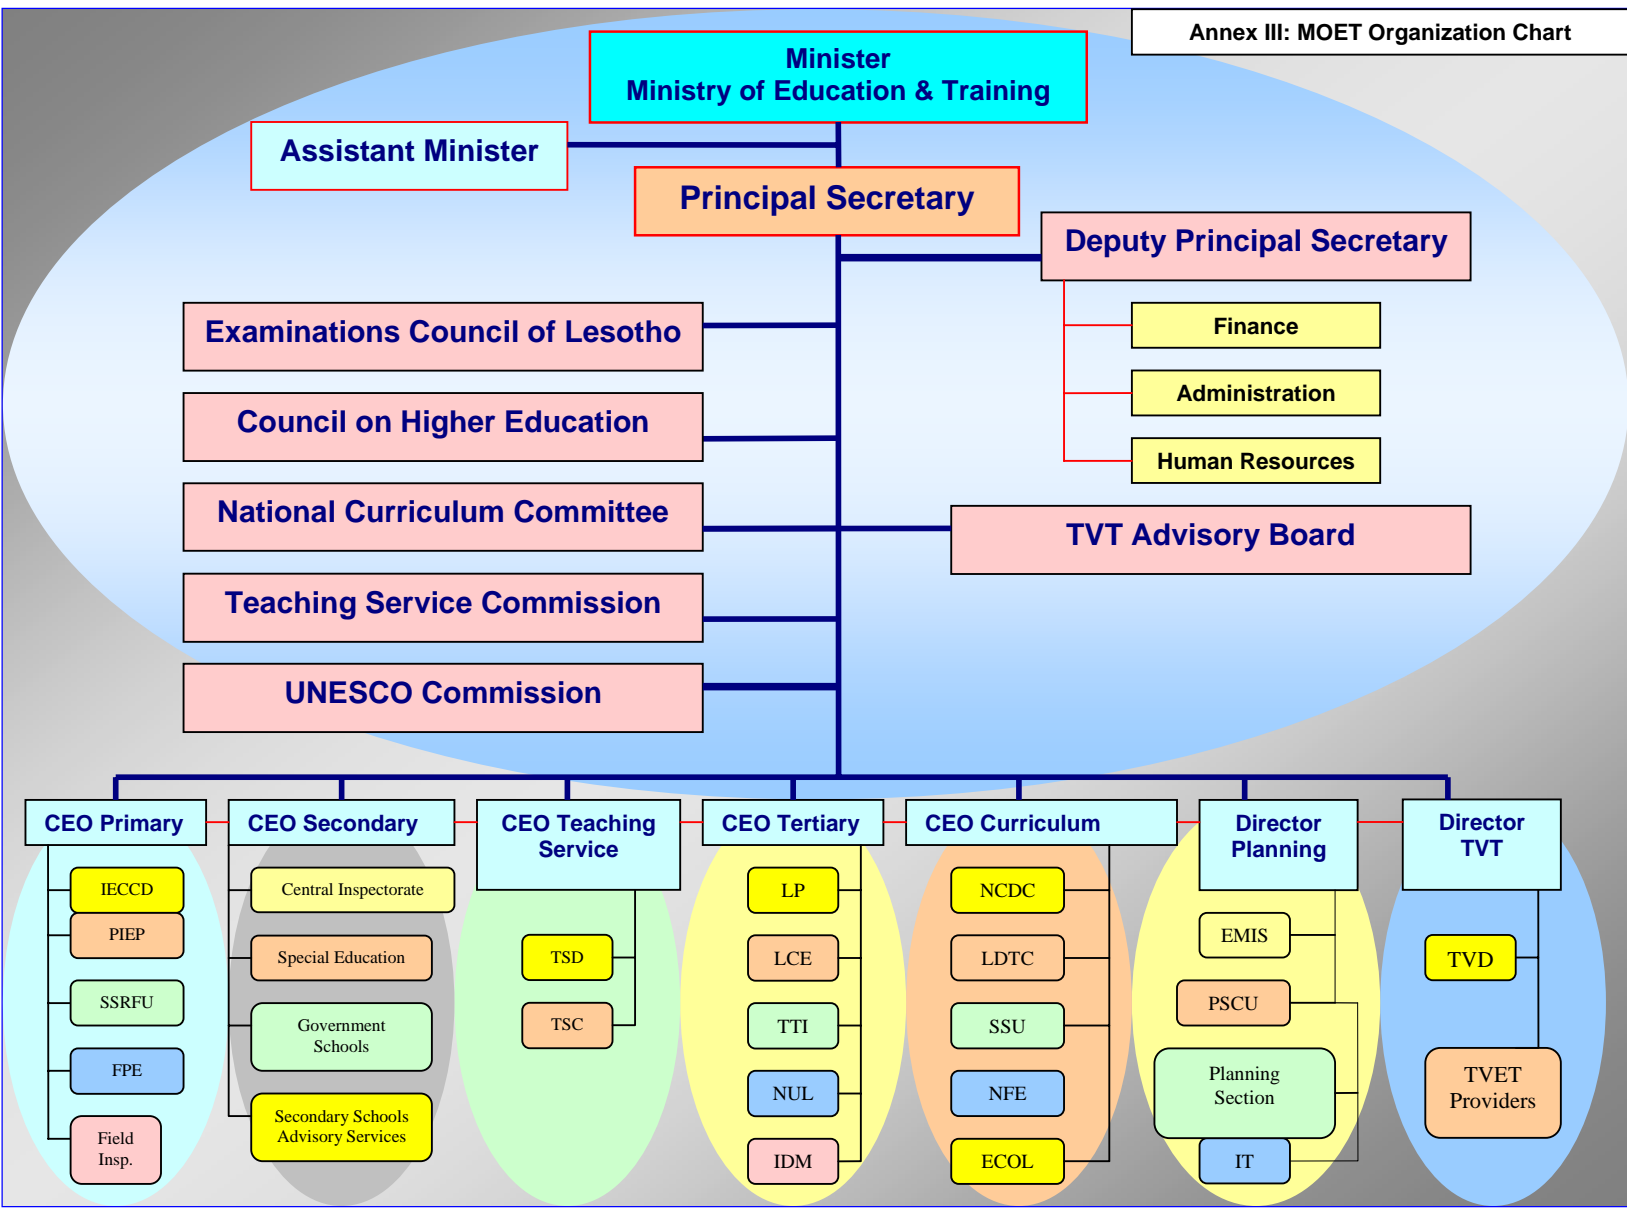 Annex III: MOET Organization Chart
Minister
Ministry of Education & Training
Assistant Minister
Principal Secretary
Deputy Principal Secretary
Finance
Administration
Human Resources
Examinations Council of Lesotho
Council on Higher Education
National Curriculum Committee
TVT Advisory Board
Teaching Service Commission
UNESCO Commission
CEO Primary
IECCD
PIEP
SSRFU
FPE
Field
Insp.
CEO Secondary
Central Inspectorate
Special Education
Government
Schools
Secondary Schools
Advisory Services
CEO Teaching
Service
TSD
TSC
CEO Tertiary
LP
LCE
TTI
NUL
IDM
CEO Curriculum
NCDC
LDTC
SSU
NFE
ECOL
Director
Planning
EMIS
PSCU
Planning
Section
IT
Director
TVT
TVD
TVET
Providers